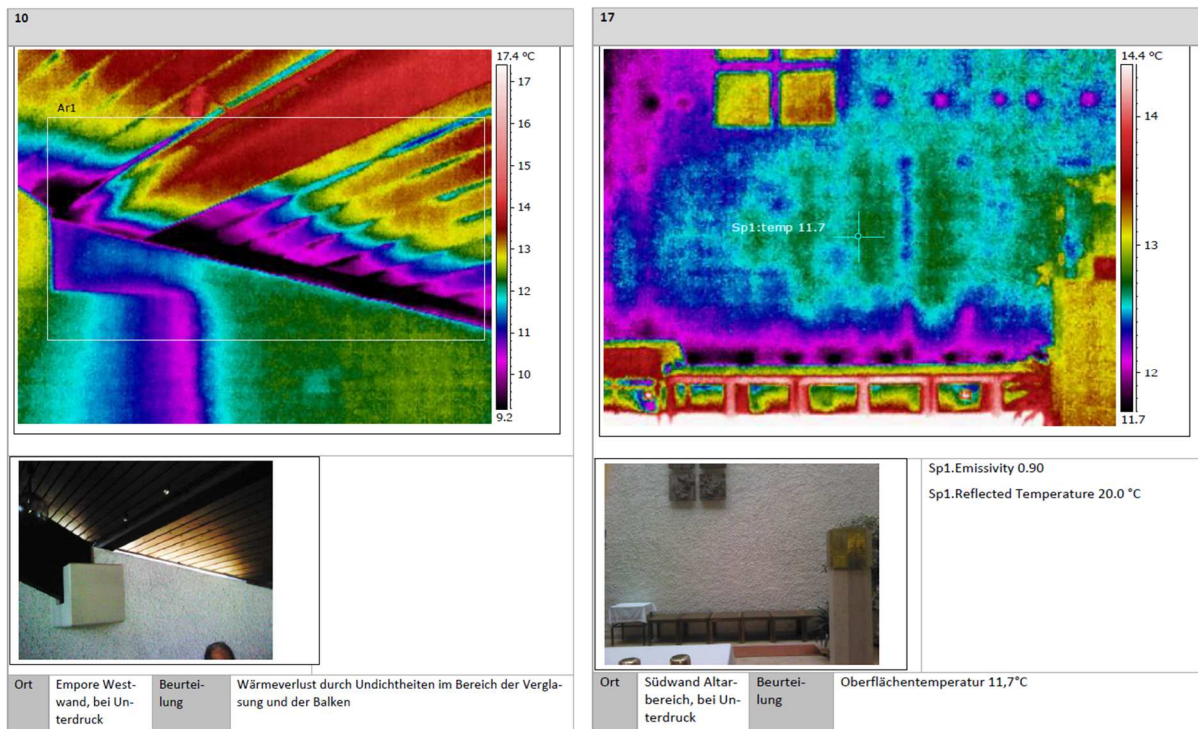 10
17.4 °C
Ar1
17
16
15
14
13
12
11
10
9.2
Ort
Empore West-
wand, bei Un-
terdruck
Beurtei-
lung
Wärmeverlust durch Undichtheiten im Bereich der Vergla-
sung und der Balken
17
14.4 °C
14
Sp1:temp 11.7
13
12
11.7
Sp1.Emissivity 0.90
Sp1.Reflected Temperature 20.0 °C
Ort
Südwand Altar-
bereich, bei Un-
terdruck
Beurtei-
lung
Oberflächentemperatur 11,7°C